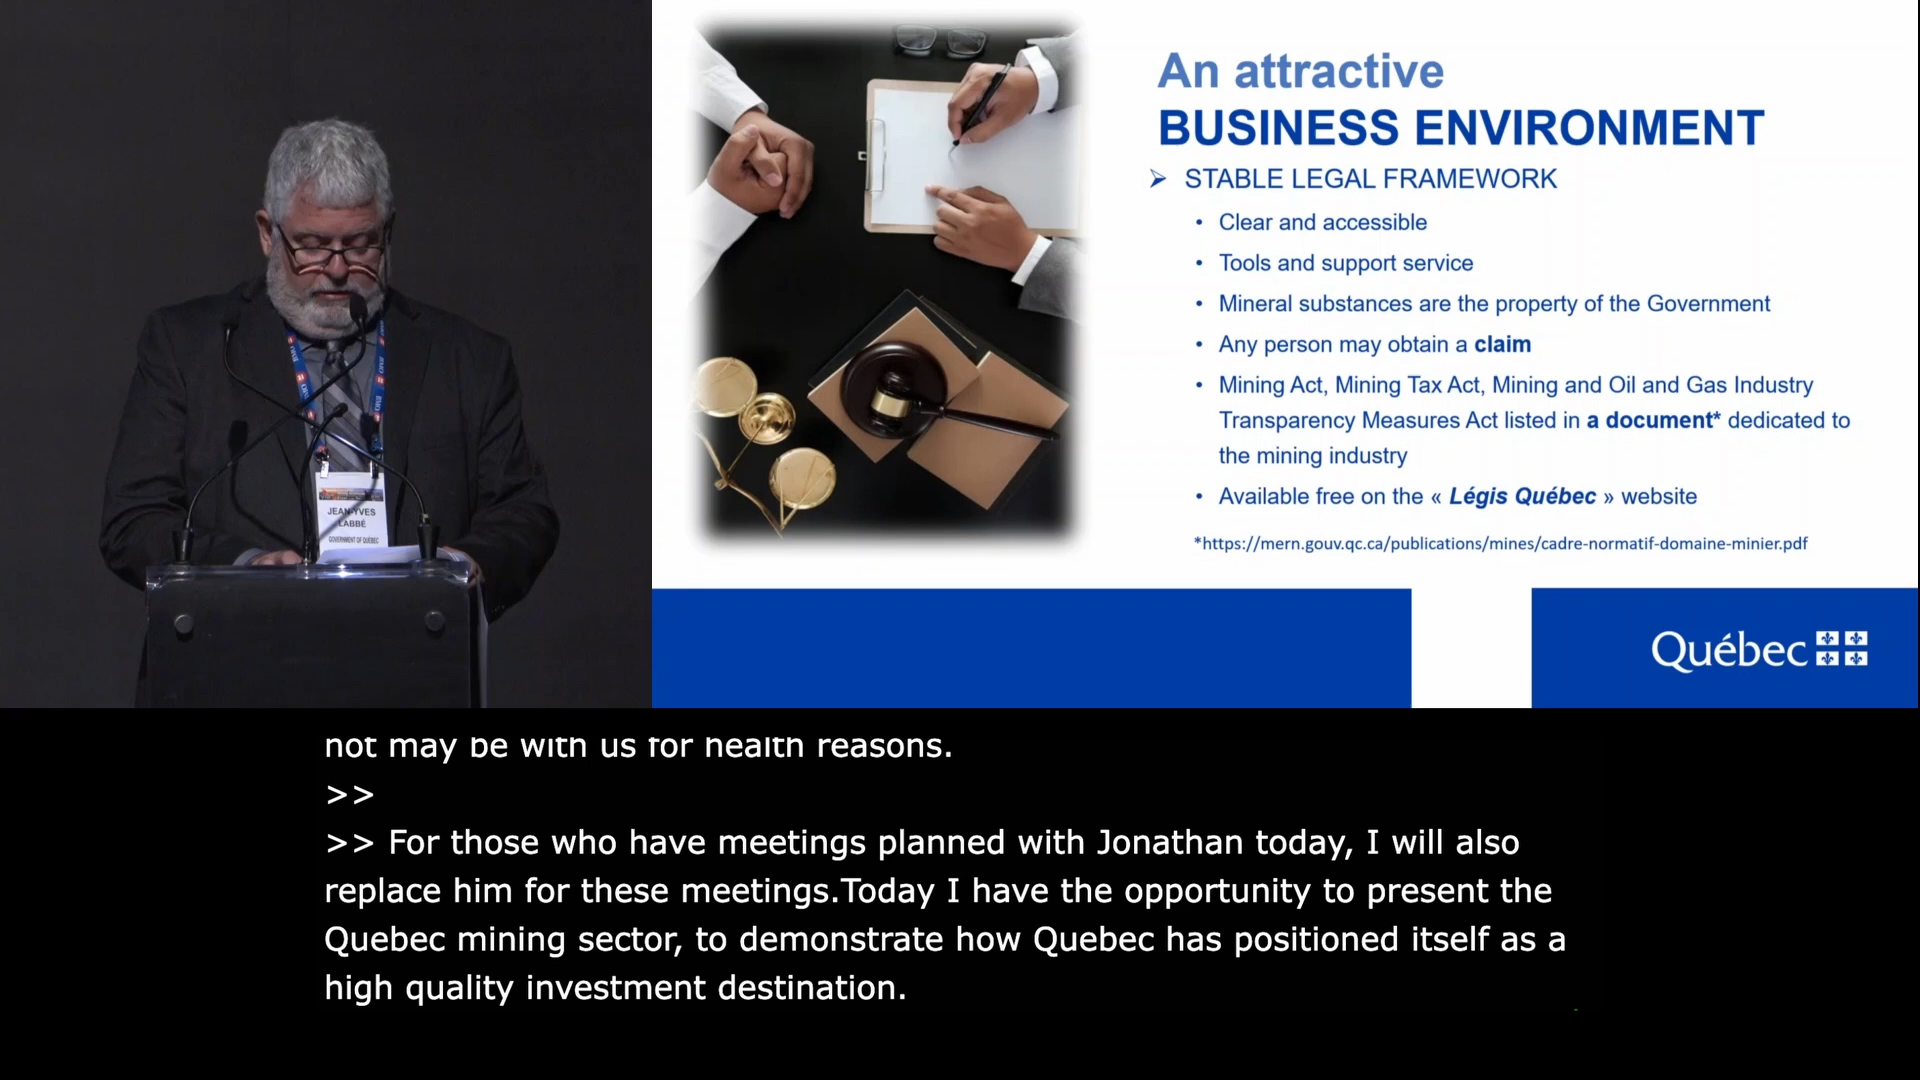 An attractive
BUSINESS ENVIRONMENT
➢ STABLE LEGAL FRAMEWORK
• Clear and accessible
• Tools and support service
• Mineral substances are the property of the Government
• Any person may obtain a claim
• Mining Act, Mining Tax Act, Mining and Oil and Gas Industry
Transparency Measures Act listed in a document* dedicated to
the mining industry
• Available free on the « Légis Québec » website
*https://mern.gouv.qc.ca/publications/mines/cadre-normatif-domaine-minier.pdf
Québec
JEAN-YVES
LABBÉ
GOVERNMENT OF QUÉBEC
not may be with us for health reasons.
>>
>> For those who have meetings planned with Jonathan today, I will also
replace him for these meetings.Today I have the opportunity to present the
Quebec mining sector, to demonstrate how Quebec has positioned itself as a
high quality investment destination.